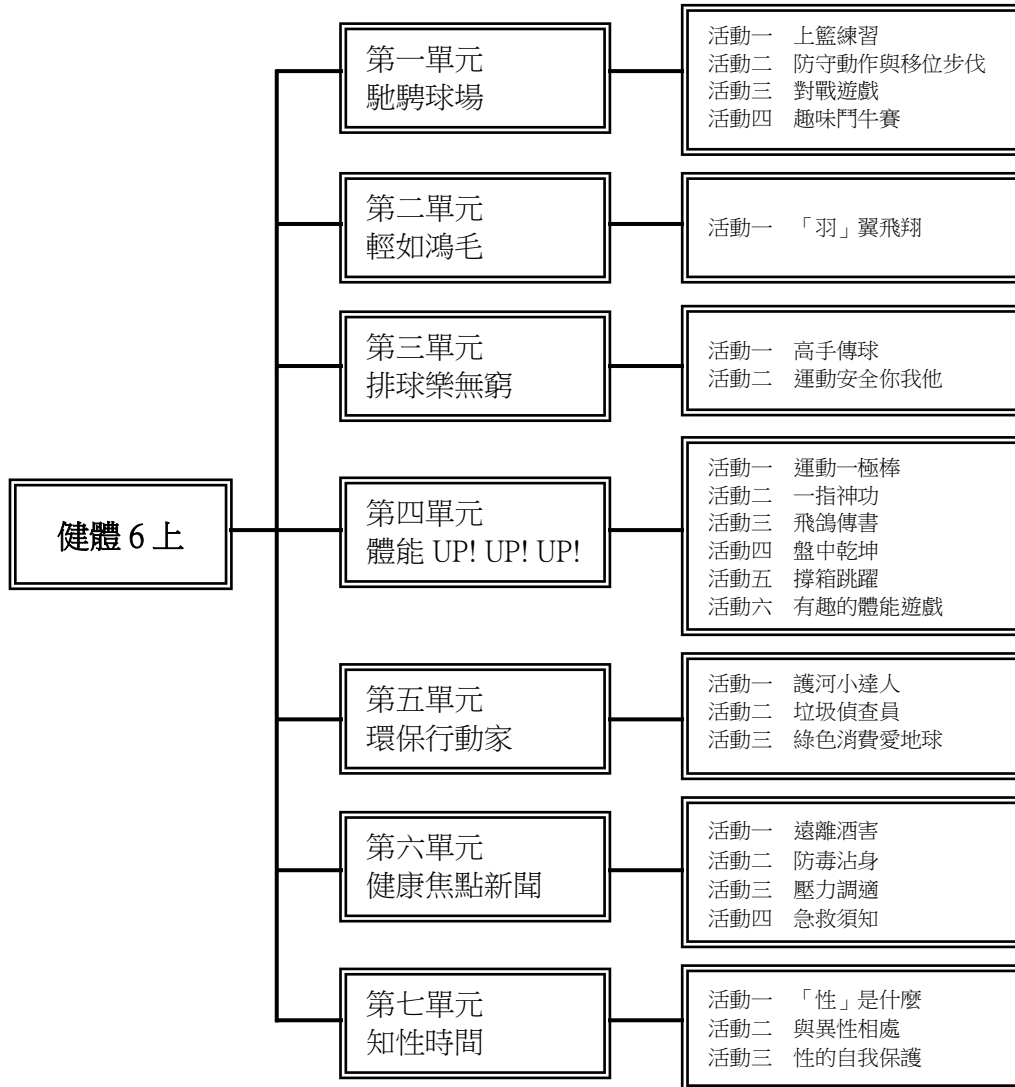 健體 6 上
第一單元
馳騁球場
活動一　上籃練習
活動二　防守動作與移位步伐
活動三　對戰遊戲
活動四　趣味鬥牛賽
第二單元
輕如鴻毛
活動一　「羽」翼飛翔
第三單元
排球樂無窮
活動一　高手傳球
活動二　運動安全你我他
第四單元
體能 UP! UP! UP!
活動一　運動一極棒
活動二　一指神功
活動三　飛鴿傳書
活動四　盤中乾坤
活動五　撐箱跳躍
活動六　有趣的體能遊戲
第五單元
環保行動家
活動一　護河小達人
活動二　垃圾偵查員
活動三　綠色消費愛地球
第六單元
健康焦點新聞
活動一　遠離酒害
活動二　防毒沾身
活動三　壓力調適
活動四　急救須知
第七單元
知性時間
活動一　「性」是什麼
活動二　與異性相處
活動三　性的自我保護